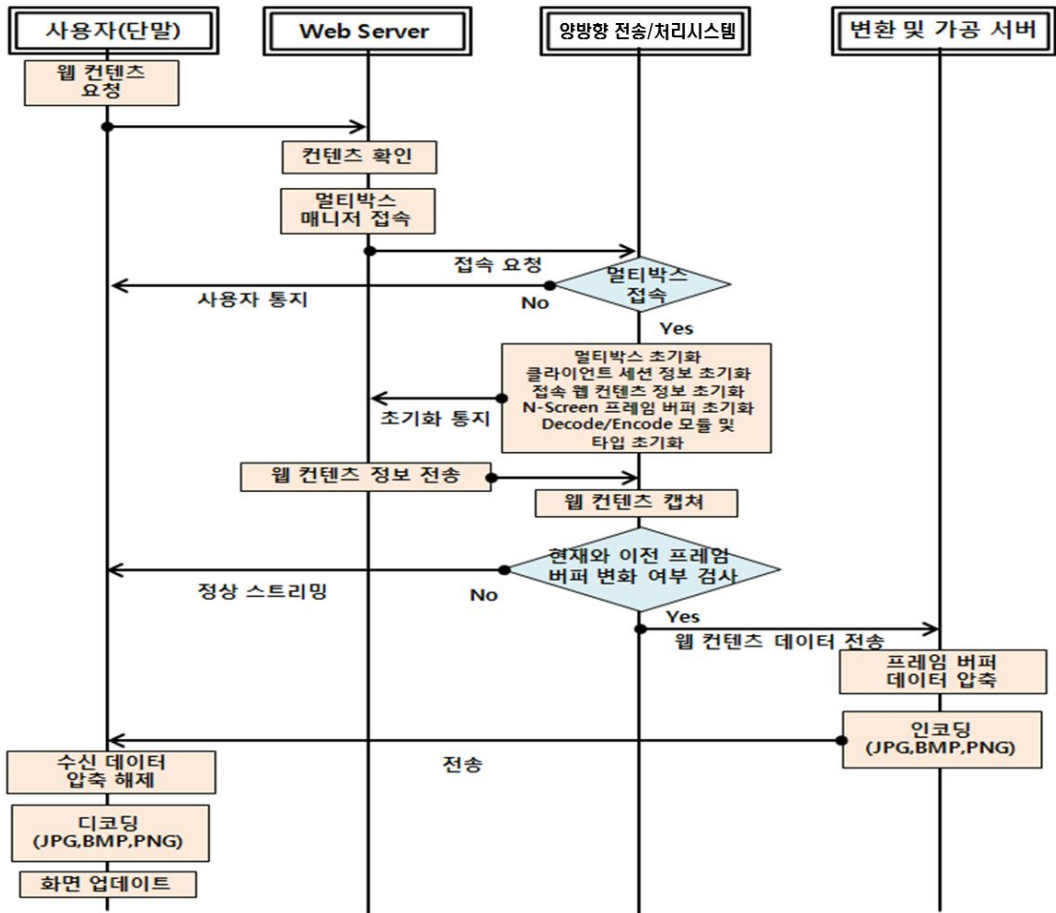 사용자(단말)
Web Server
양방향 전송/처리시스템
변환 및 가공 서버
웹 컨텐츠
요청
컨텐츠 확인
멀티박스
매니저 접속
접속 요청
멀티박스
접속
사용자 통지
No
Yes
멀티박스 초기화
클라이언트 세션 정보 초기화
접속 웹 컨텐츠 정보 초기화
N-Screen 프레임 버퍼 초기화
Decode/Encode 모듈 및
타입 초기화
초기화 통지
웹 컨텐츠 정보 전송
웹 컨텐츠 캡쳐
현재와 이전 프레임
버퍼 변화 여부 검사
정상 스트리밍
No
Yes
웹 컨텐츠 데이터 전송
프레임 버퍼
데이터 압축
인코딩
(JPG,BMP,PNG)
전송
수신 데이터
압축 해제
디코딩
(JPG,BMP,PNG)
화면 업데이트